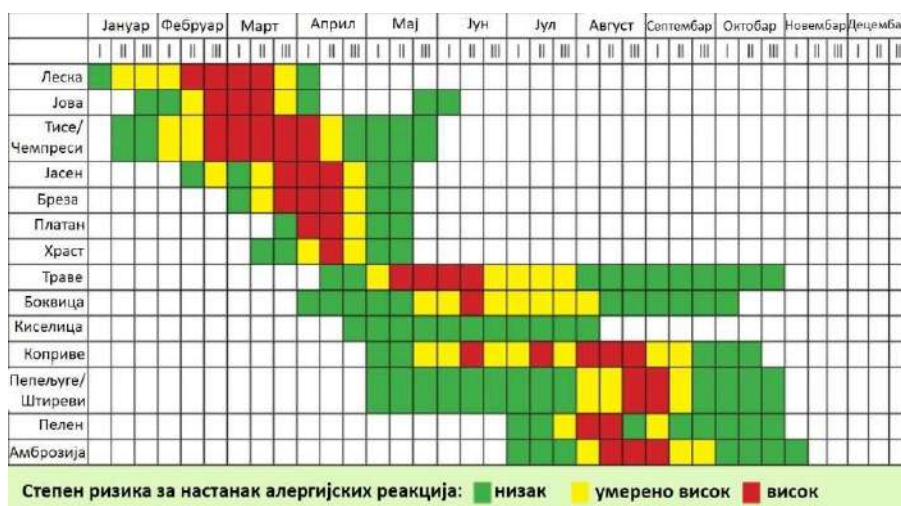 Јануар Фебруар Март Април Мај Јун Јул Август Септембар Октобар Новембар Децемба
I II III I II III I II III I II III I II III I II III I II III I II III I II III I II III I II III I II II
Леска
Јова
Тисе/
Чемпреси
Јасен
Бреза
Платан
Храст
Траве
Боквица
Киселица
Коприве
Пепељуге/
Штиреви
Пелен
Амброзија
Степен ризика за настанак алергијских реакција: низак умерено висок висок